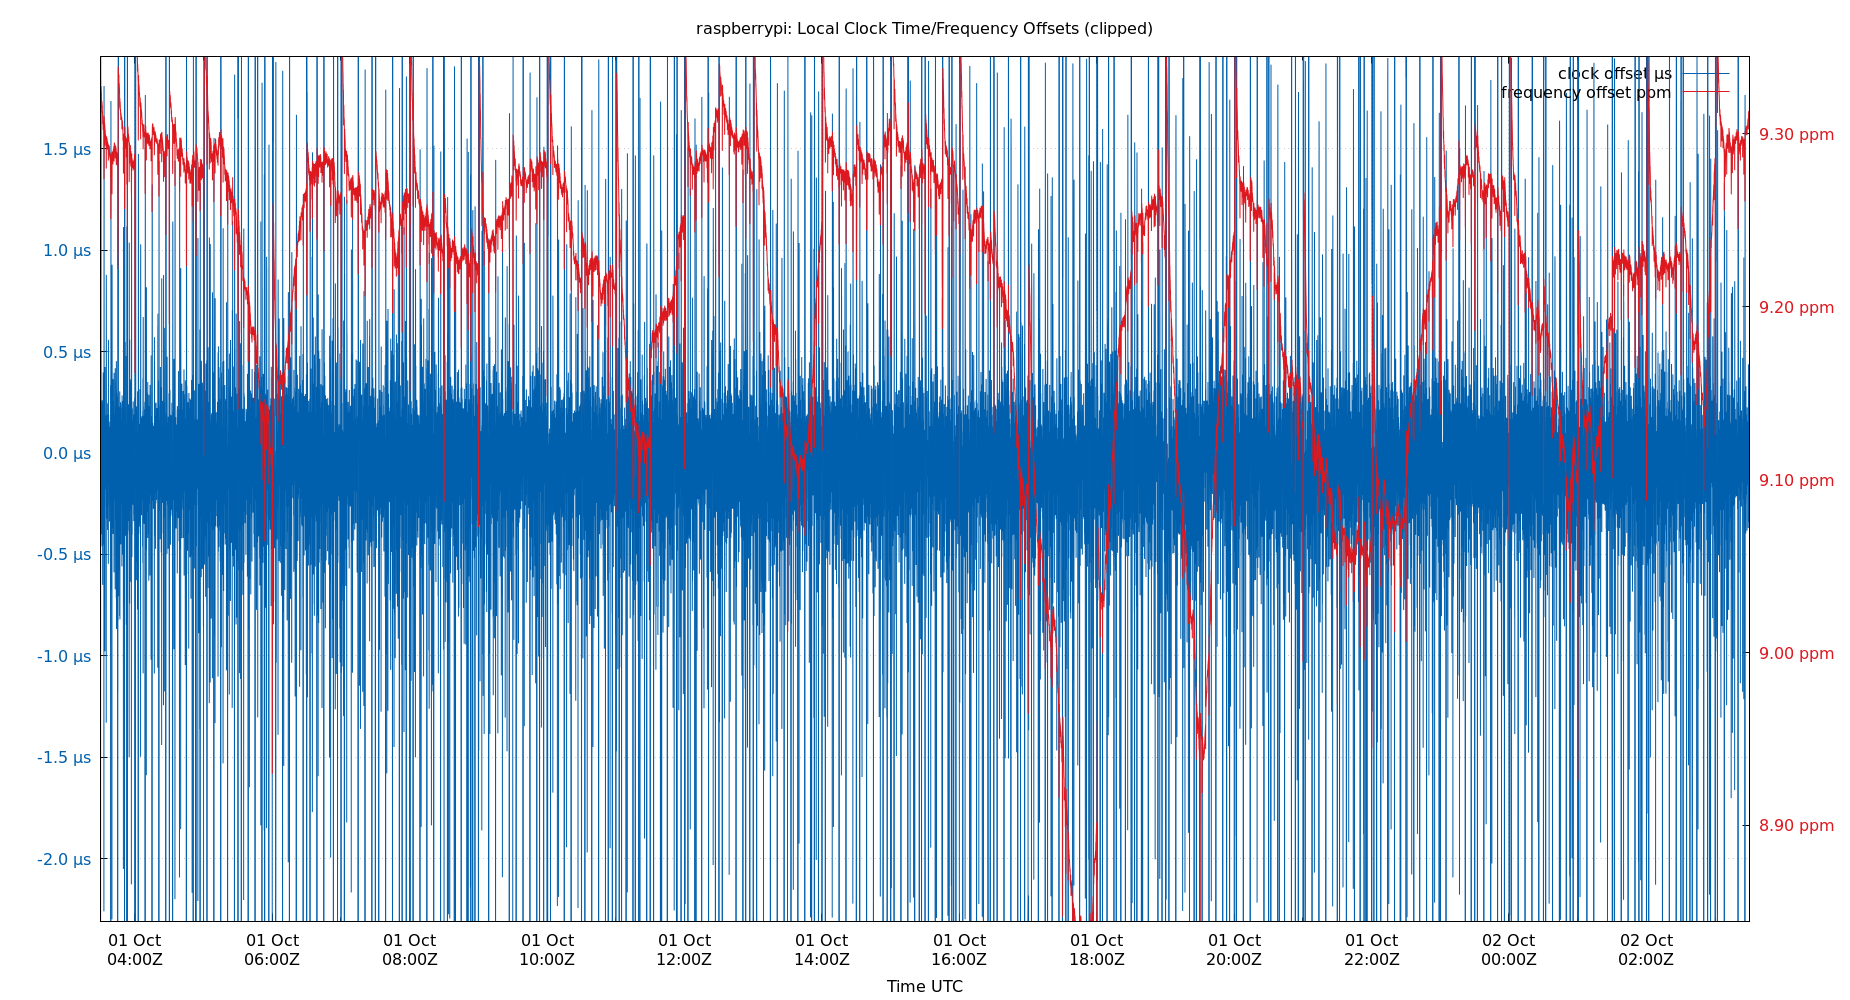 raspberrypi: Local Clock Time/Frequency Offsets (clipped)
clock offset µs
frequency offset ppm
1.5 µs
1.0 µs
0.5 µs
0.0 µs
-0.5 µs
-1.0 µs
-1.5 µs
-2.0 µs
9.30 ppm
9.20 ppm
9.10 ppm
9.00 ppm
8.90 ppm
01 Oct 01 Oct 01 Oct 01 Oct 01 Oct 01 Oct 01 Oct 01 Oct 01 Oct 01 Oct 02 Oct 02 Oct
04:00Z 06:00Z 08:00Z 10:00Z 12:00Z 14:00Z 16:00Z 18:00Z 20:00Z 22:00Z 00:00Z 02:00Z
Time UTC